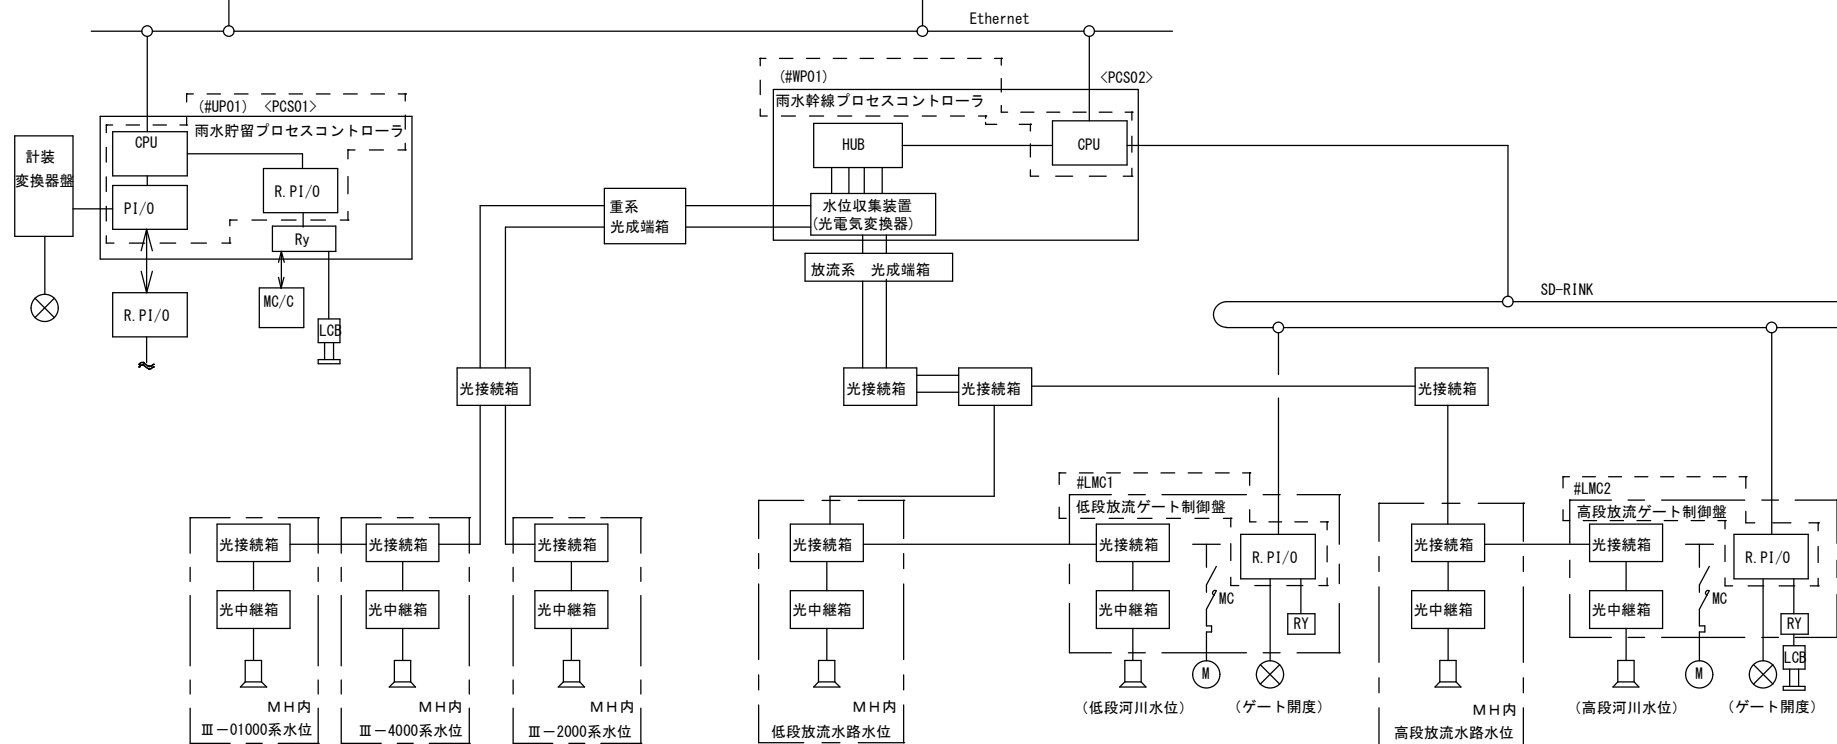 Ethernet
(#UP01) <PCS01>
雨水貯留プロセスコントローラ
CPU
R.PI/O
PI/O
Ry
計装
変換器盤
R.PI/O
MC/C
LCB
(#WP01)
<PCS02>
雨水幹線プロセスコントローラ
HUB
CPU
水位収集装置
(光電気変換器)
重系
光成端箱
放流系 光成端箱
SD-RINK
光接続箱
光接続箱
光接続箱
光接続箱
光接続箱
光中継箱
MH内
Ⅲ-01000系水位
光接続箱
光中継箱
MH内
Ⅲ-4000系水位
光接続箱
光中継箱
MH内
Ⅲ-2000系水位
光接続箱
光中継箱
MH内
低段放流水路水位
#LMC1
低段放流ゲート制御盤
光接続箱
光中継箱
MC
R.PI/O
RY
M
(低段河川水位)
(ゲート開度)
光接続箱
光中継箱
MH内
高段放流水路水位
#LMC2
高段放流ゲート制御盤
光接続箱
光中継箱
MC
R.PI/O
RY
LCB
M
(高段河川水位)
(ゲート開度)